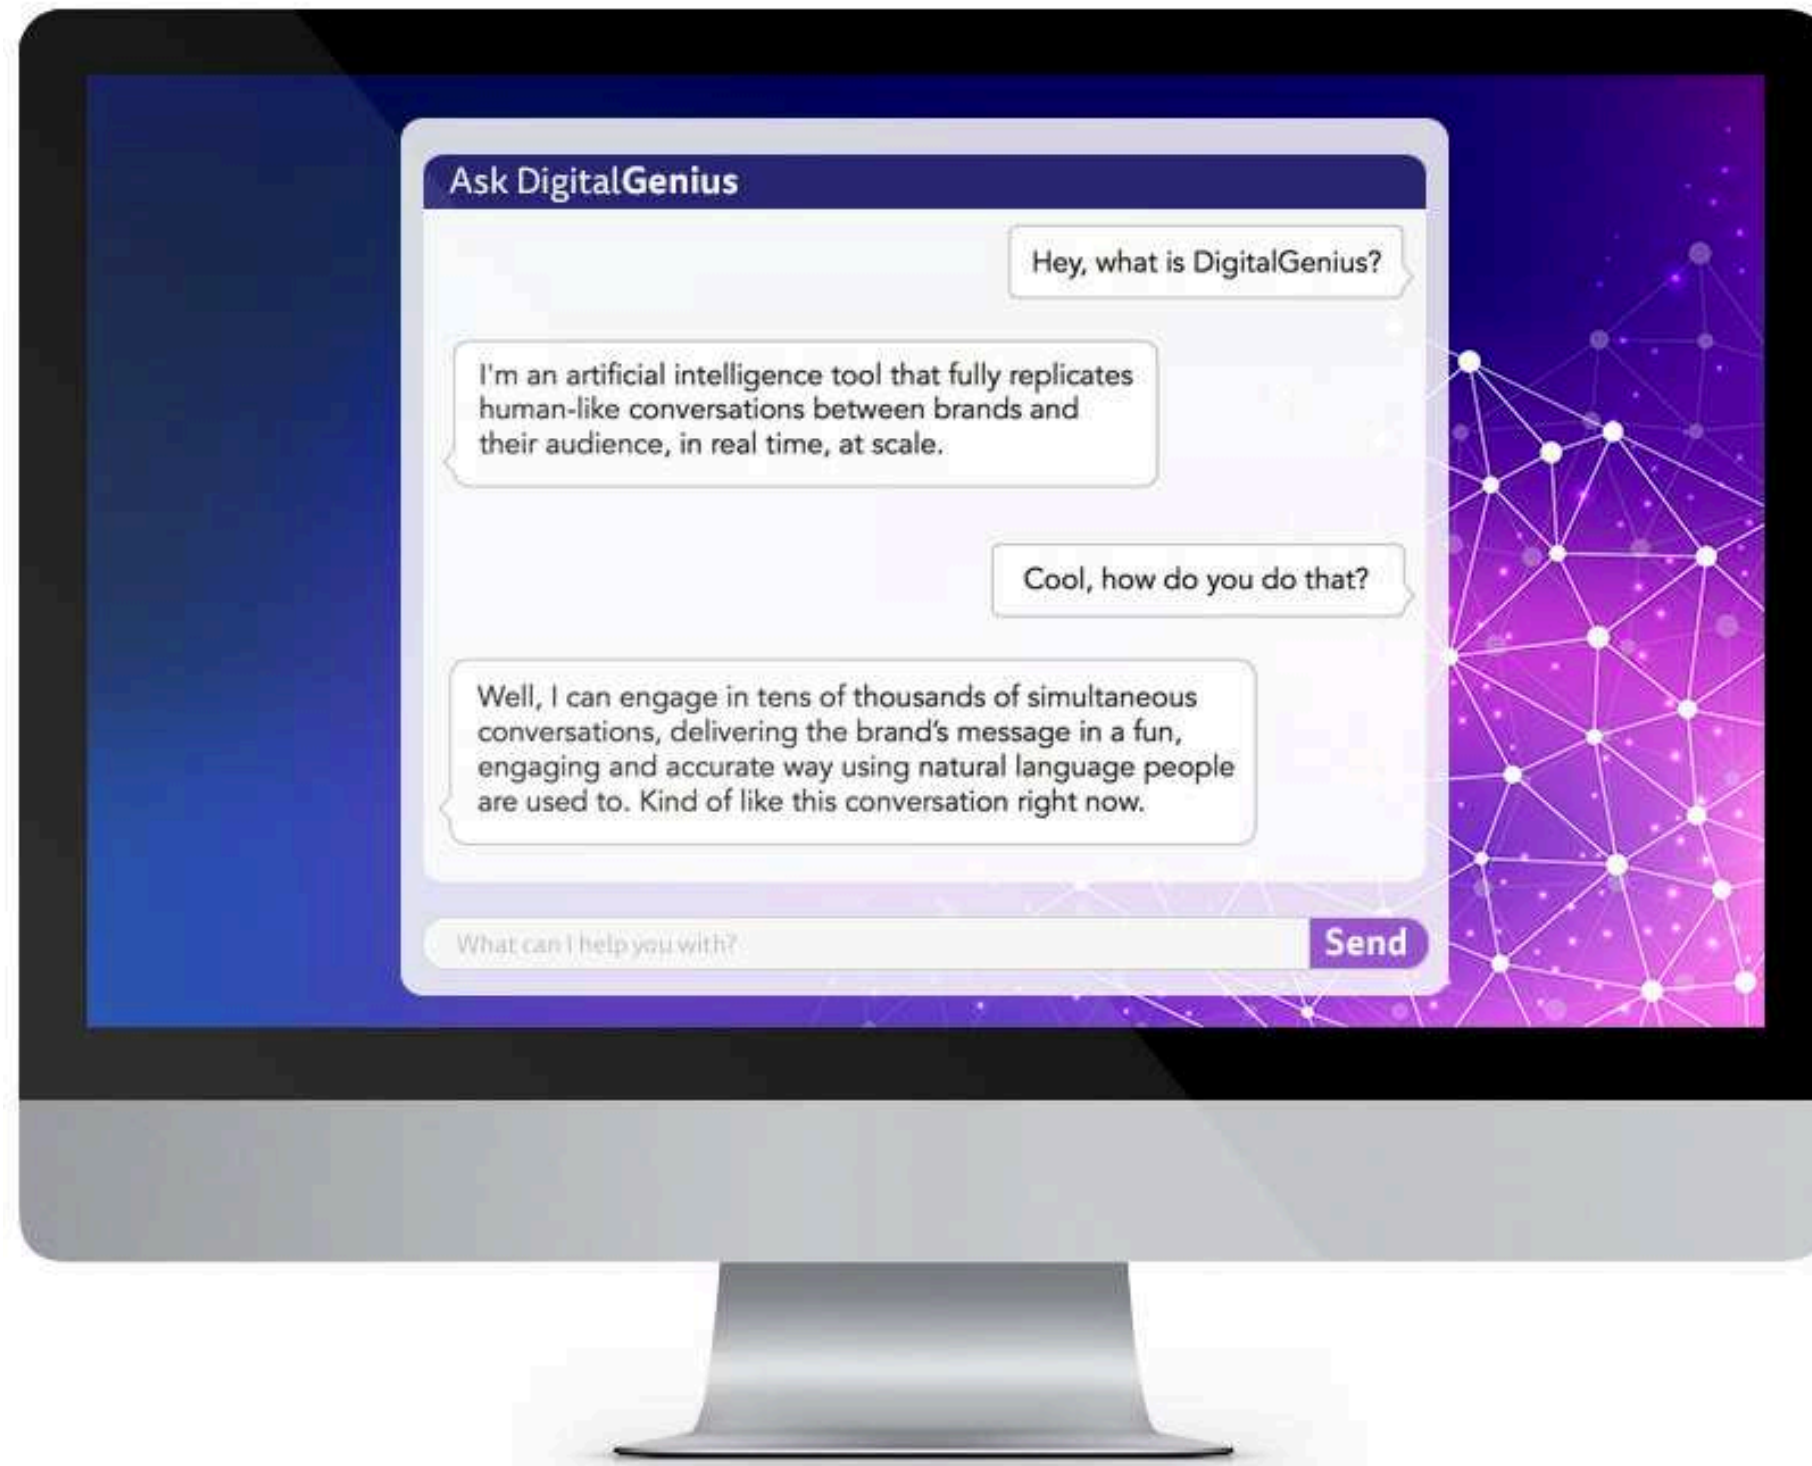 Ask DigitalGenius
Hey, what is DigitalGenius?
I'm an artificial intelligence tool that fully replicates
human-like conversations between brands and
their audience, in real time, at scale.
Cool, how do you do that?
Well, I can engage in tens of thousands of simultaneous
conversations, delivering the brand’s message in a fun,
engaging and accurate way using natural language people
are used to. Kind of like this conversation right now.
What can I help you with?
Send